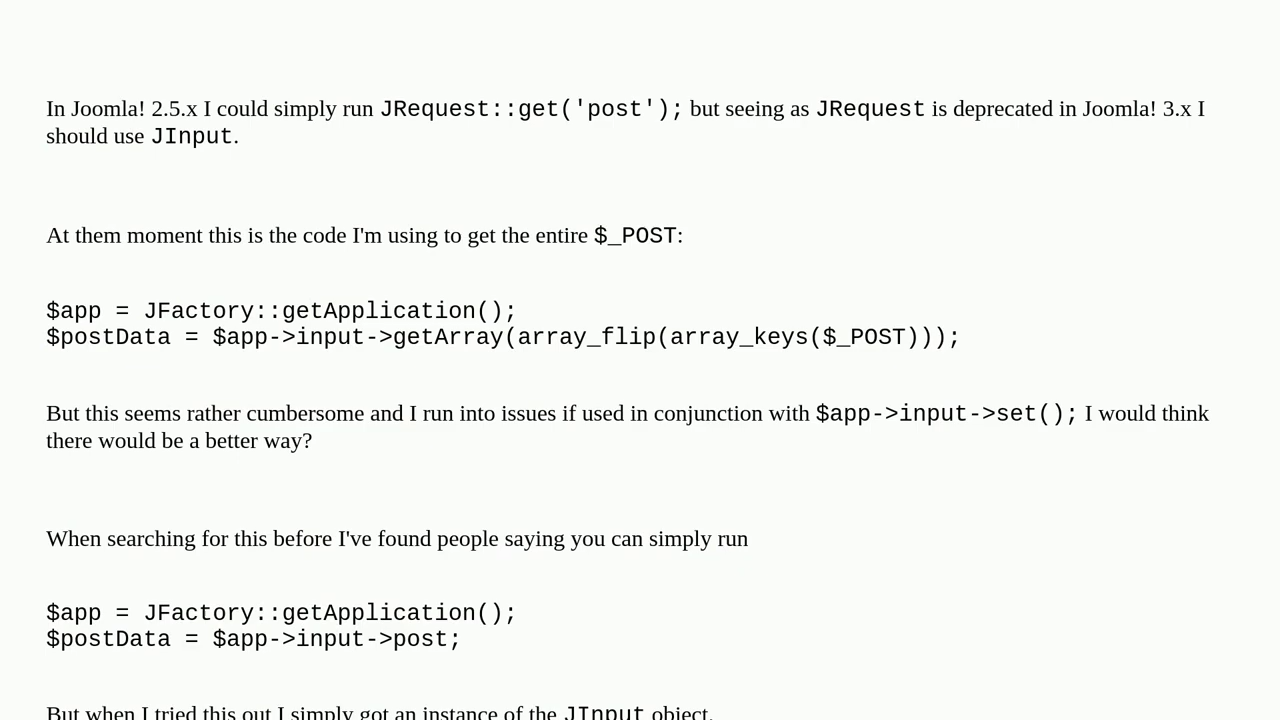 In Joomla! 2.5.x I could simply run JRequest::get('post'); but seeing as JRequest is deprecated in Joomla! 3.x I
should use JInput.
At them moment this is the code I'm using to get the entire $_POST:
$app = JFactory::getApplication();
$postData = $app->input->getArray(array_flip(array_keys($_POST)));
But this seems rather cumbersome and I run into issues if used in conjunction with $app->input->set(); I would think
there would be a better way?
When searching for this before I've found people saying you can simply run
$app = JFactory::getApplication();
$postData = $app->input->post;
But when I tried this out I simply got an instance of the JInput object.